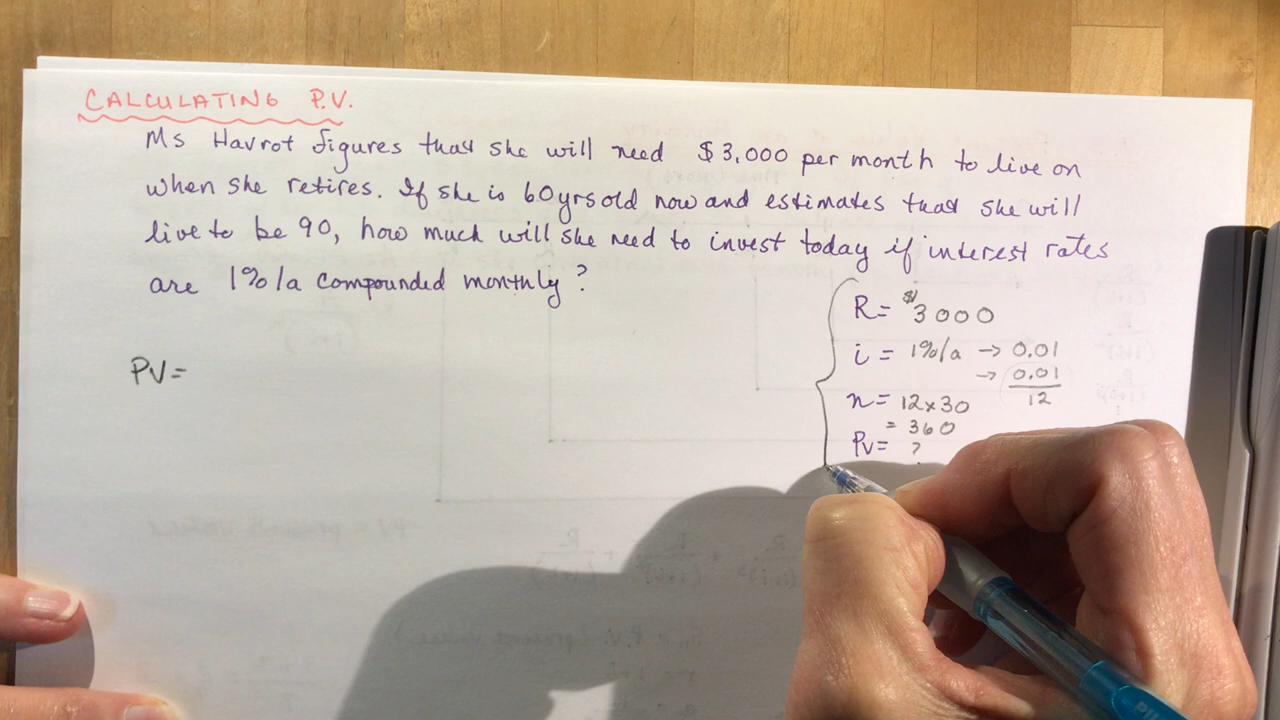 CALCULATING P.V.
Ms Havrot figures that she will need $3,000 per month to live on
when she retires. If she is 60yrs old now and estimates that she will
live to be 90, how much will she need to invest today if interest rates
are 1%/a compounded monthly?
R= $3000
i = 1%/a → 0.01
→ 0.01
12
n= 12x30
= 360
PV= ?
PV=